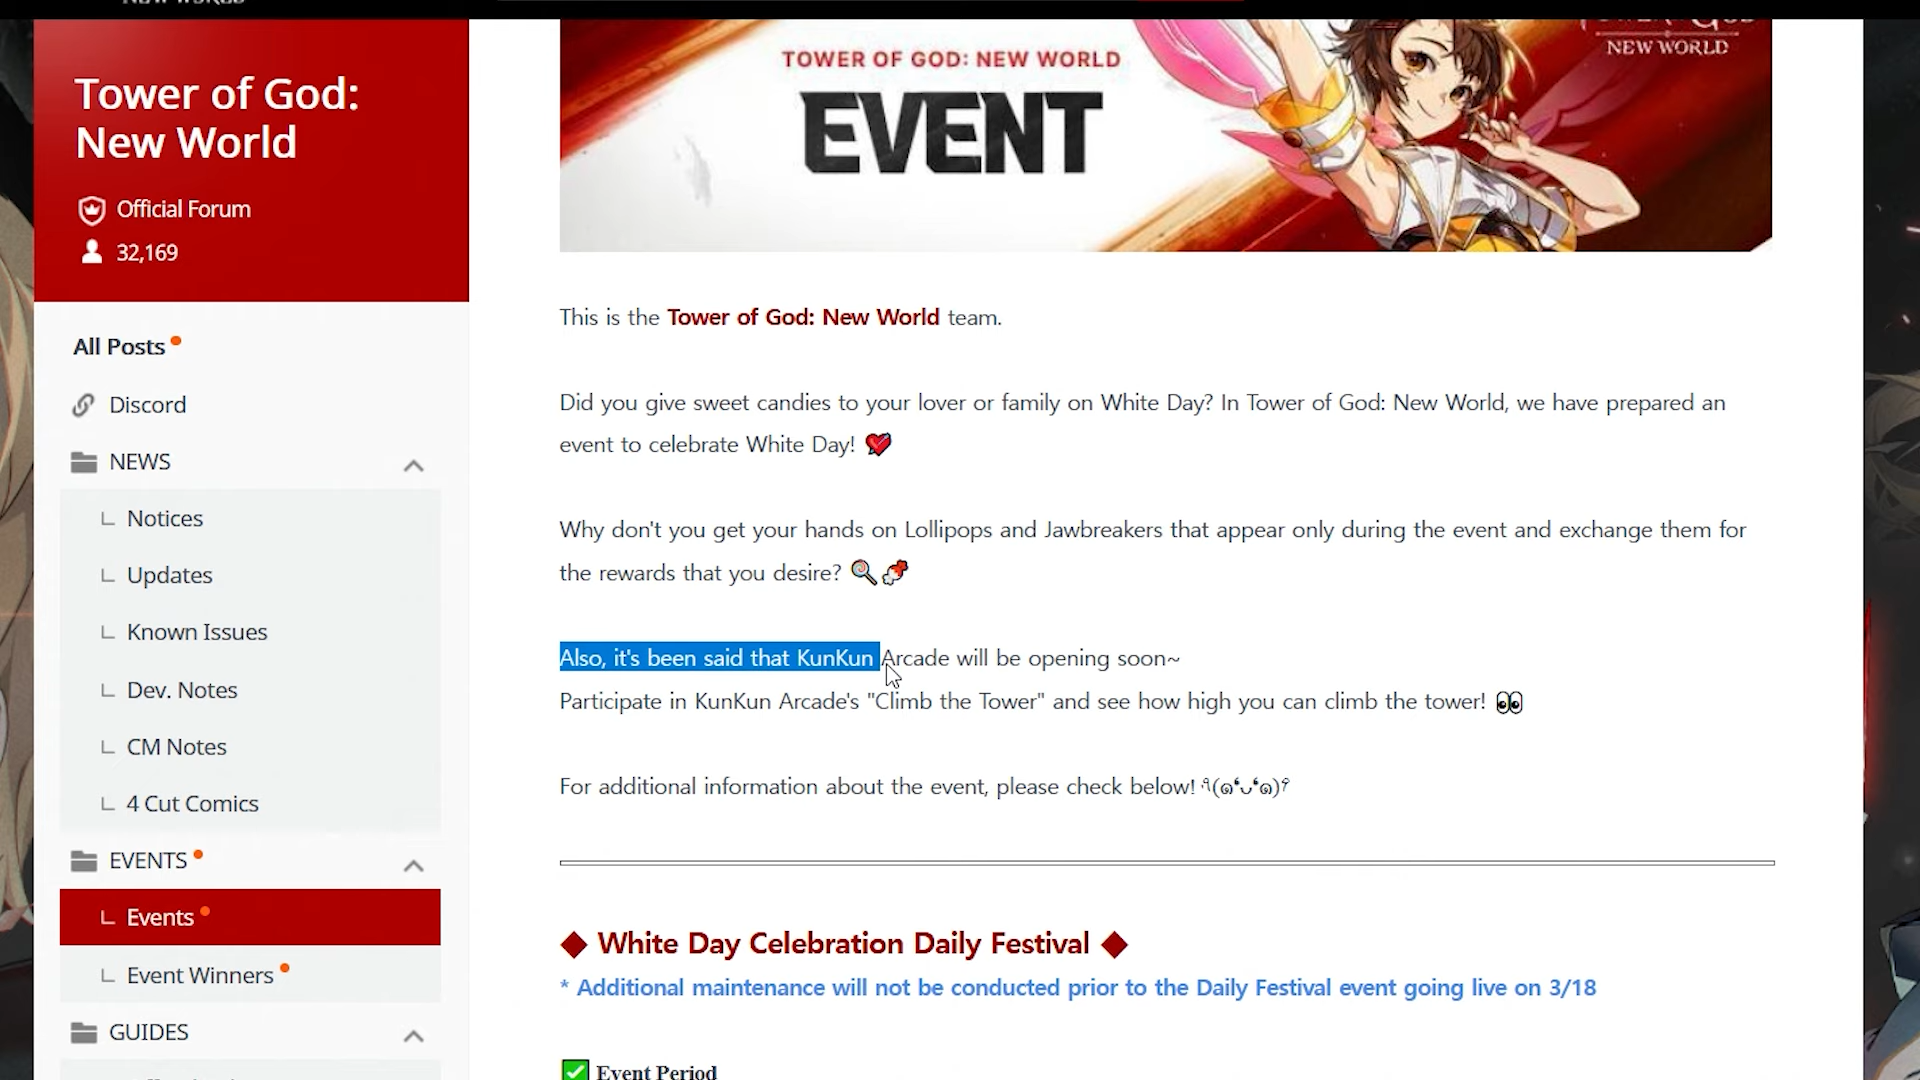 Tower of God:
New World
Official Forum
32,169
All Posts
Discord
NEWS
Notices
Updates
Known Issues
Dev. Notes
CM Notes
4 Cut Comics
EVENTS
Events
Event Winners
GUIDES
TOWER OF GOD: NEW WORLD
EVENT
NEW WORLD
This is the Tower of God: New World team.
Did you give sweet candies to your lover or family on White Day? In Tower of God: New World, we have prepared an
event to celebrate White Day! 💘
Why don't you get your hands on Lollipops and Jawbreakers that appear only during the event and exchange them for
the rewards that you desire? 🍭🍬
Also, it's been said that KunKun Arcade will be opening soon~
Participate in KunKun Arcade's "Climb the Tower" and see how high you can climb the tower! 👀
For additional information about the event, please check below! ٩(๑❛ᴗ❛๑)۶
◆ White Day Celebration Daily Festival ◆
* Additional maintenance will not be conducted prior to the Daily Festival event going live on 3/18
✅ Event Period